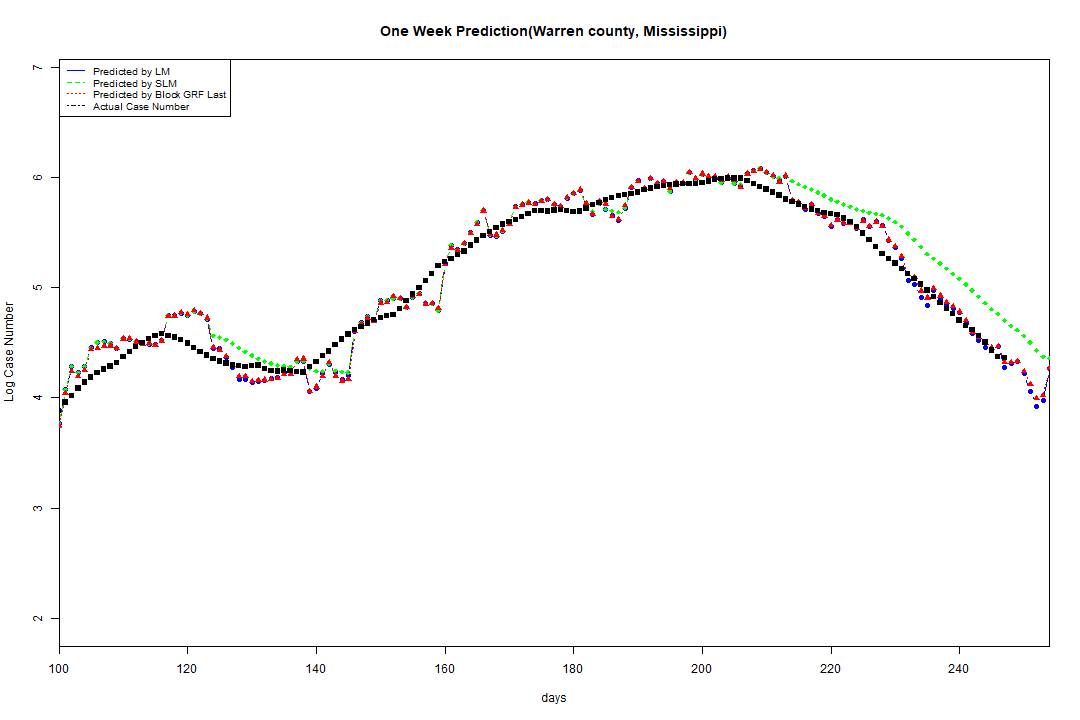 One Week Prediction(Warren county, Mississippi)
Predicted by LM
Predicted by SLM
Predicted by Block GRF Last
Actual Case Number
7
6
5
4
3
2
Log Case Number
100 120 140 160 180 200 220 240
days